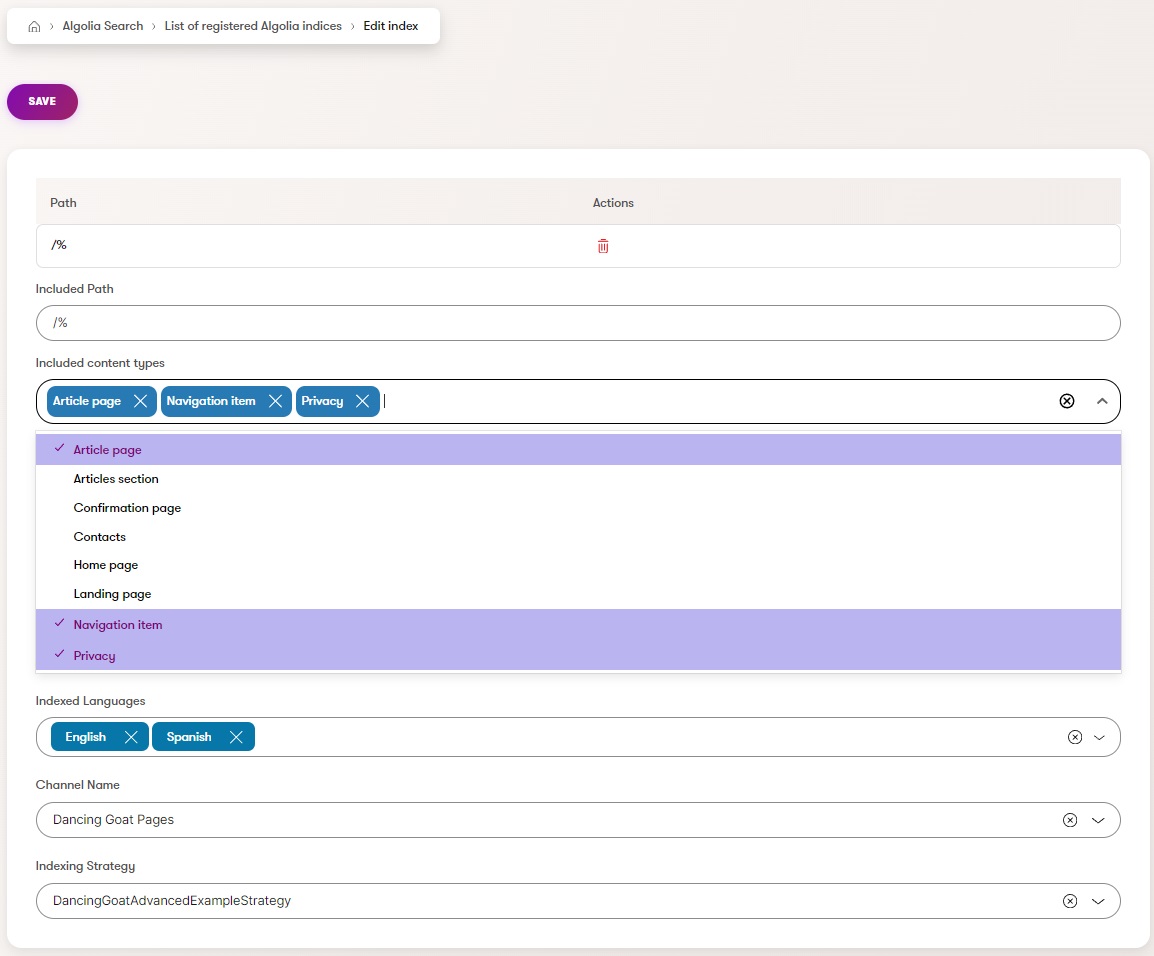 Algolia Search > List of registered Algolia indices > Edit index
SAVE
Path Actions
/%
Included Path
/%
Included content types
Article page Navigation item Privacy
Article page
Articles section
Confirmation page
Contacts
Home page
Landing page
Navigation item
Privacy
Indexed Languages
English Spanish
Channel Name
Dancing Goat Pages
Indexing Strategy
DancingGoatAdvancedExampleStrategy